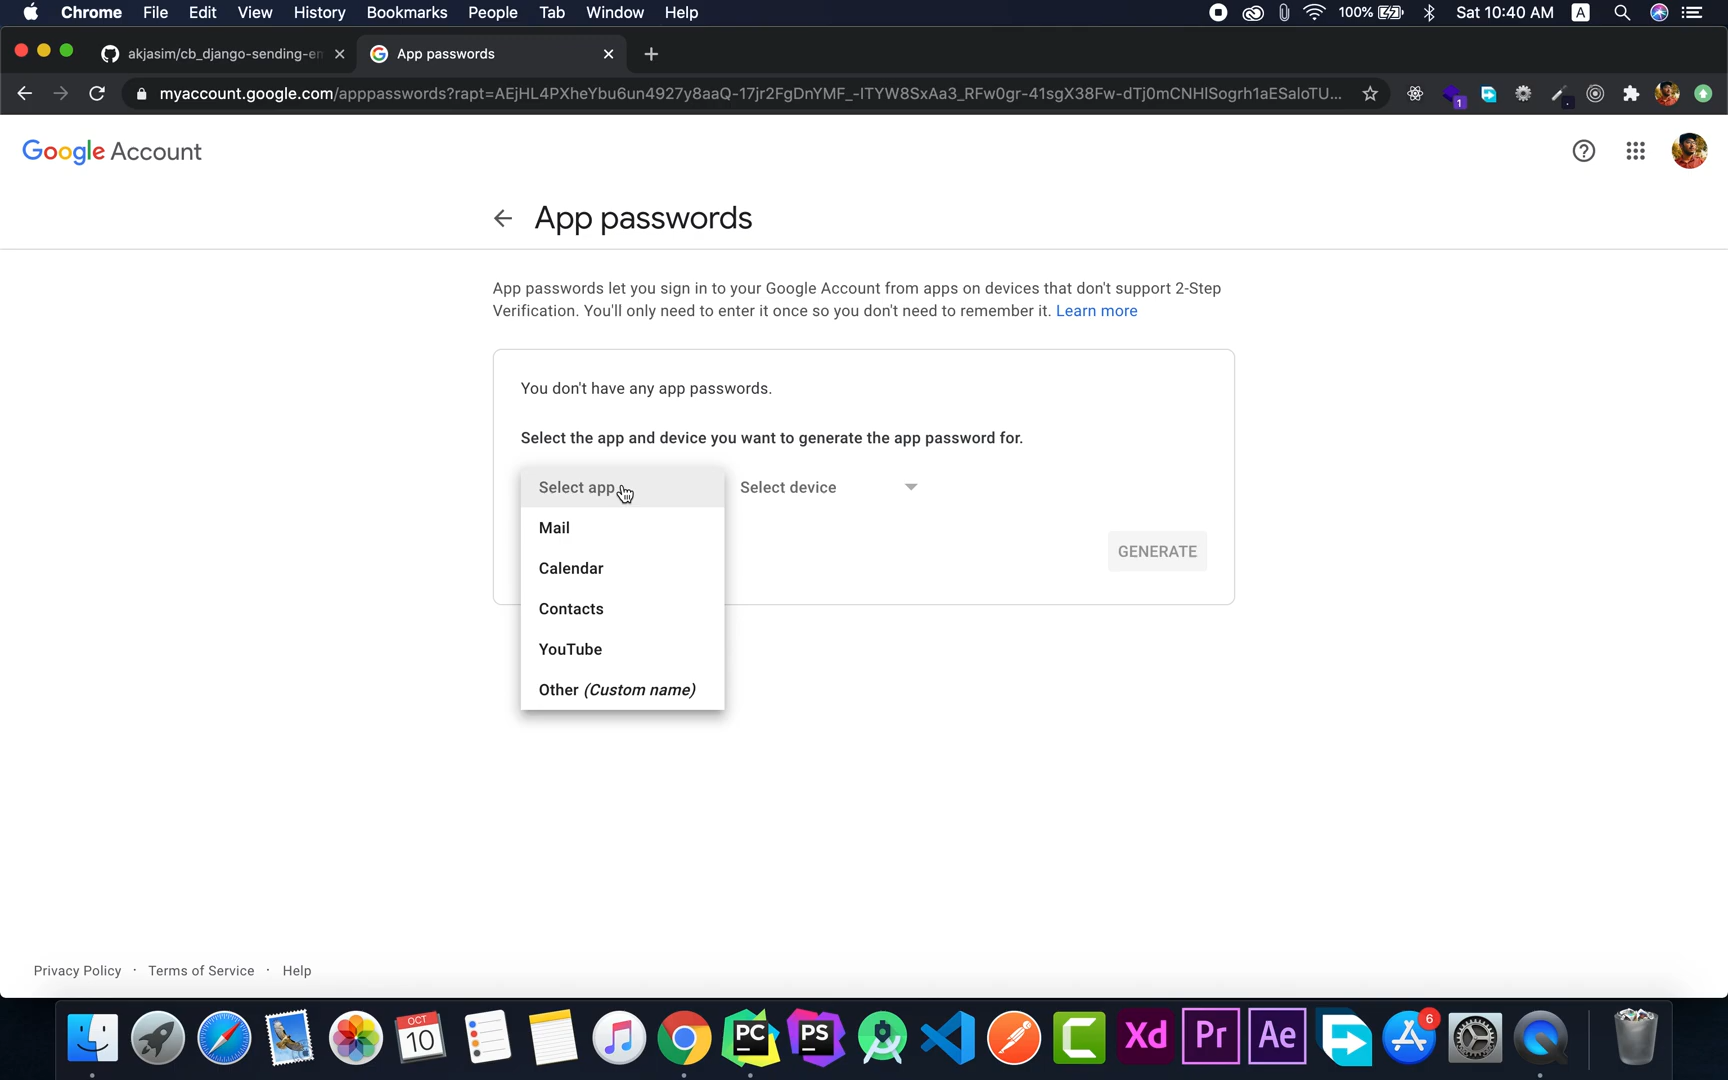 Chrome File Edit View History Bookmarks People Tab Window Help 100% Sat 10:40 AM A
akjasim/cb_django-sending-em App passwords
myaccount.google.com/apppasswords?rapt=AEjHL4PXheYbu6un4927y8aaQ-17jr2FgDnYMF_-ITYW8SxAa3_RFw0gr-41sgX38Fw-dTj0mCNHISogrh1aESaloTU... 1
Google Account
App passwords
App passwords let you sign in to your Google Account from apps on devices that don't support 2-Step
Verification. You'll only need to enter it once so you don't need to remember it. Learn more
You don't have any app passwords.
Select the app and device you want to generate the app password for.
Select app Select device
Mail
GENERATE
Calendar
Contacts
YouTube
Other (Custom name)
Privacy Policy · Terms of Service · Help
OCT 10 PC PS C Xd Pr Ae 6